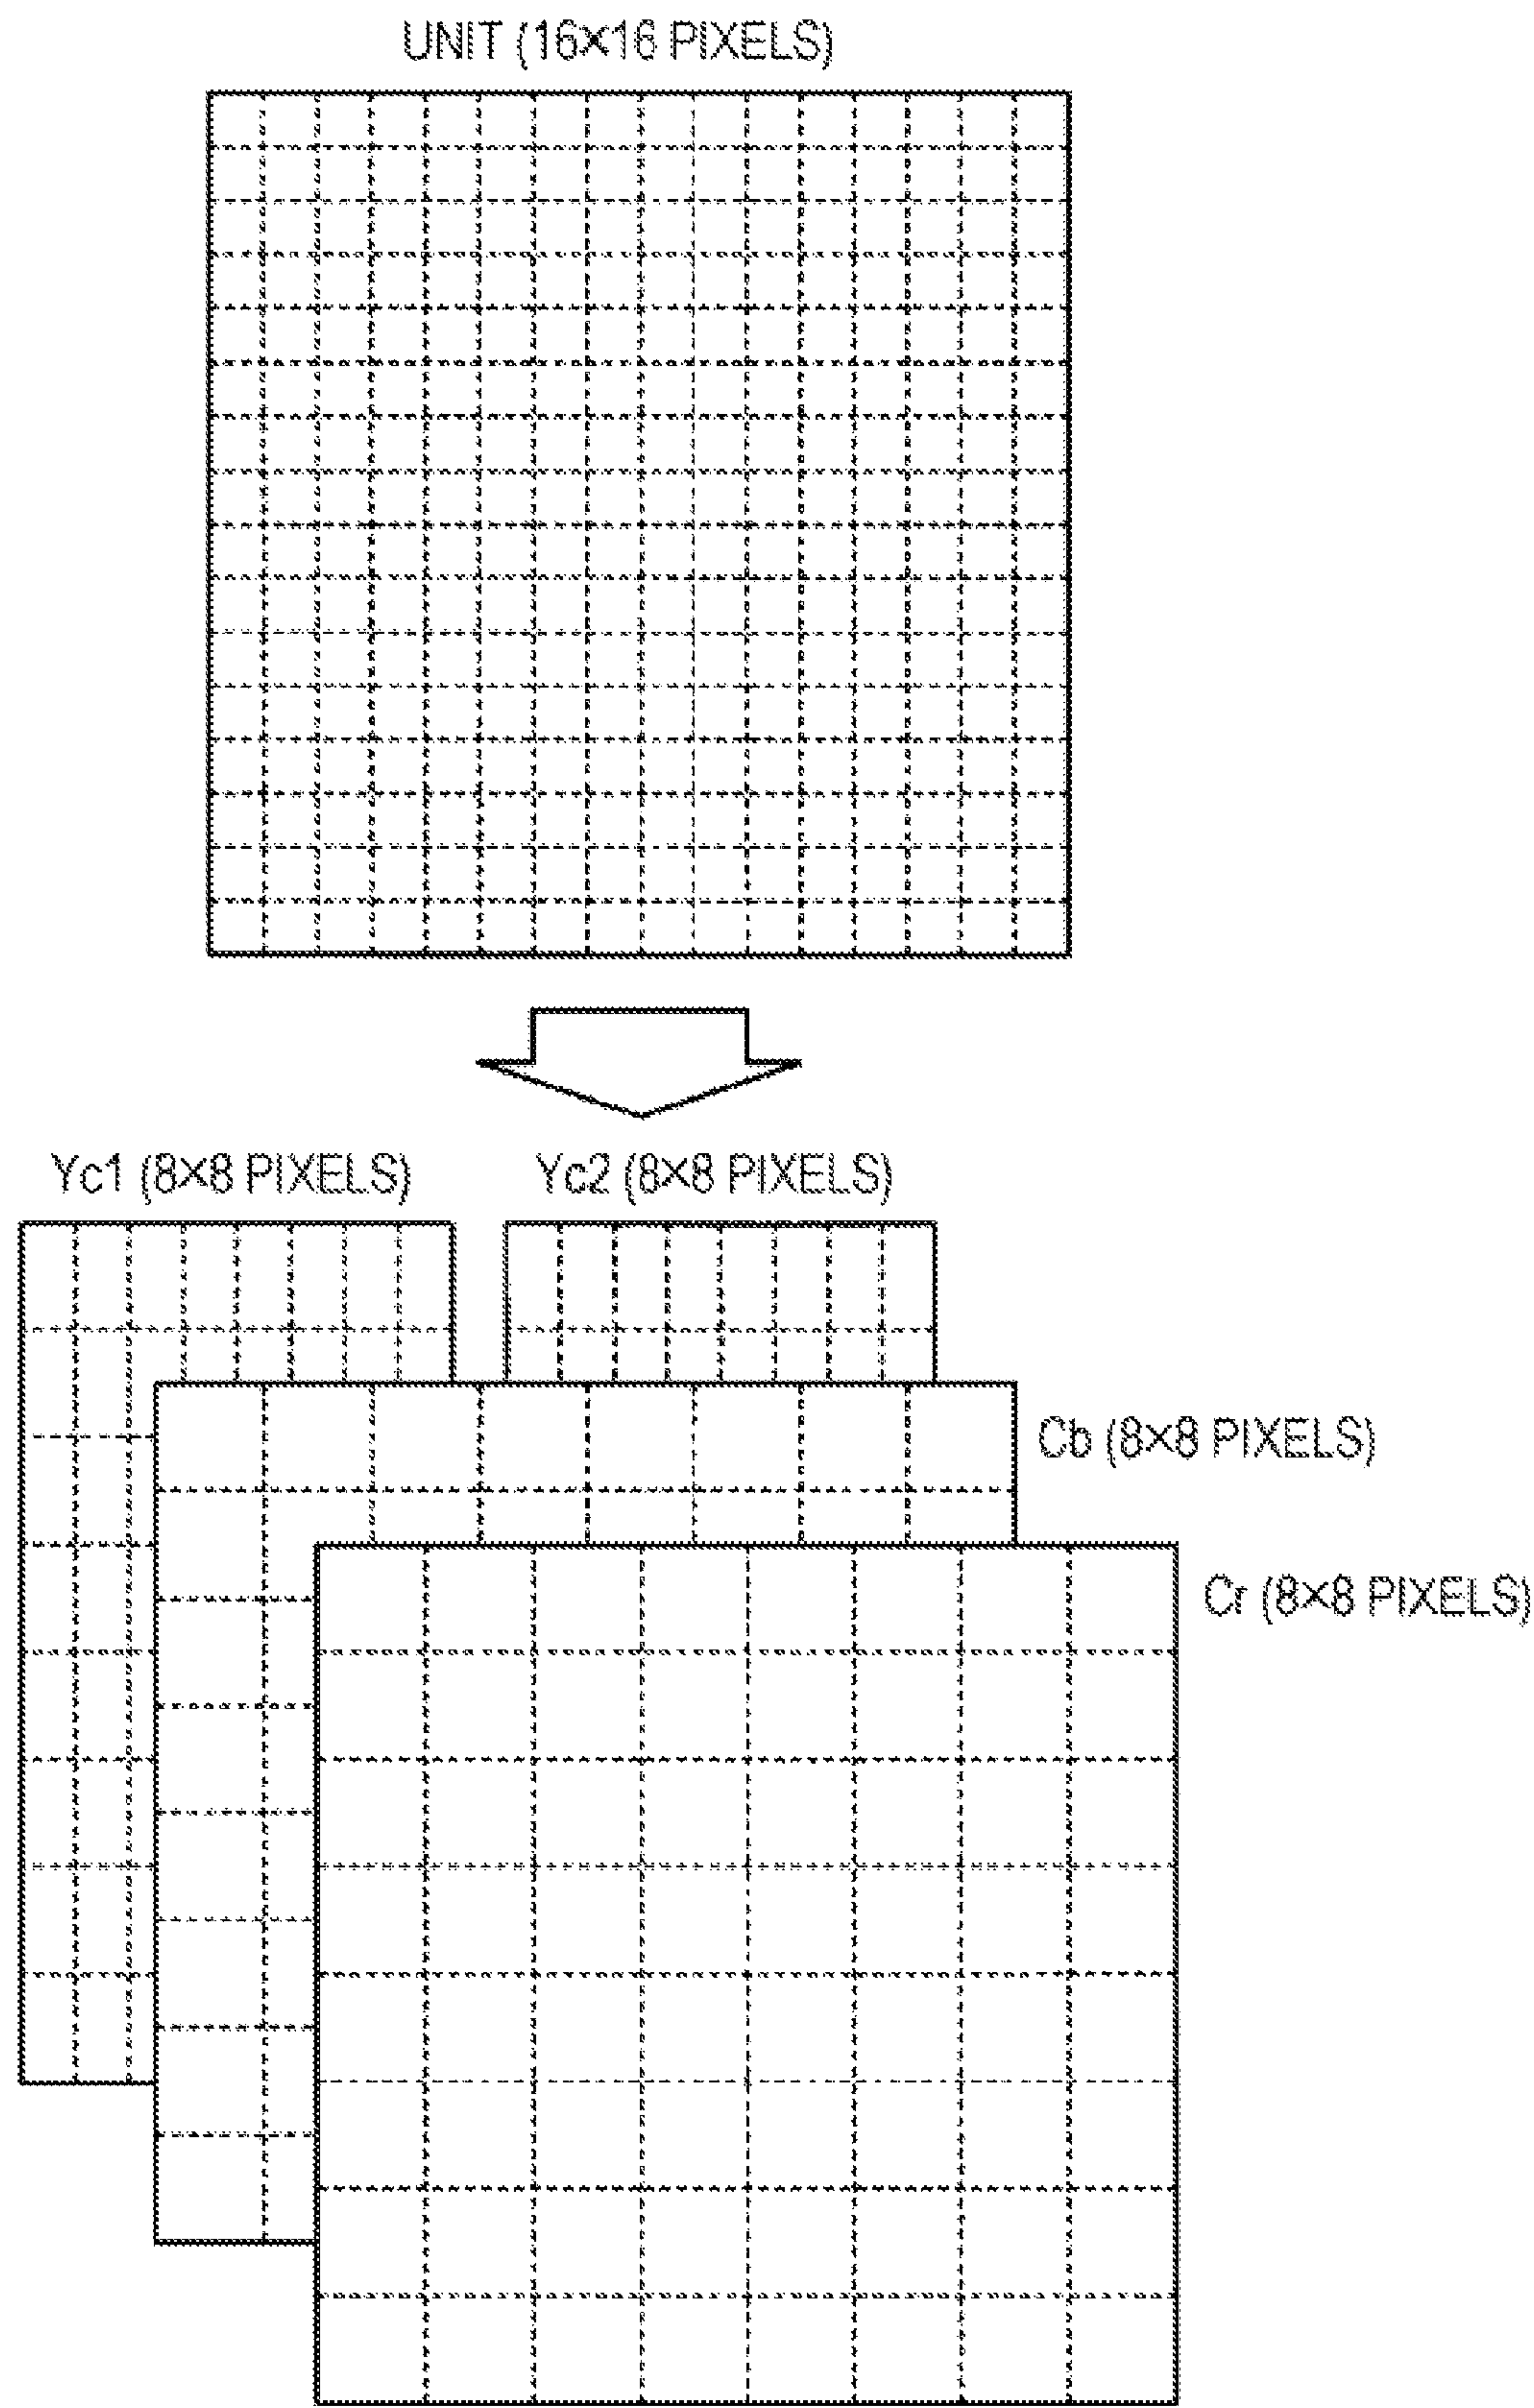 UNIT (16×16 PIXELS)
Yc1 (8×8 PIXELS)
Yc2 (8×8 PIXELS)
Cb (8×8 PIXELS)
Cr (8×8 PIXELS)